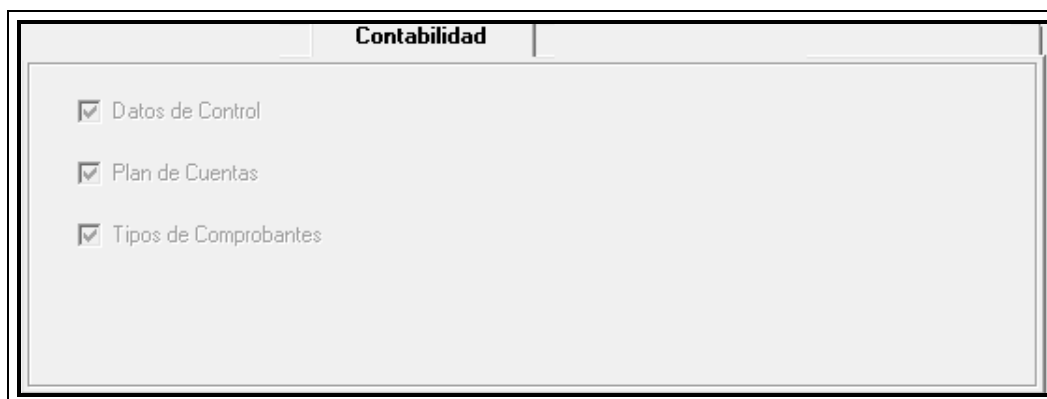 Contabilidad
Datos de Control
Plan de Cuentas
Tipos de Comprobantes